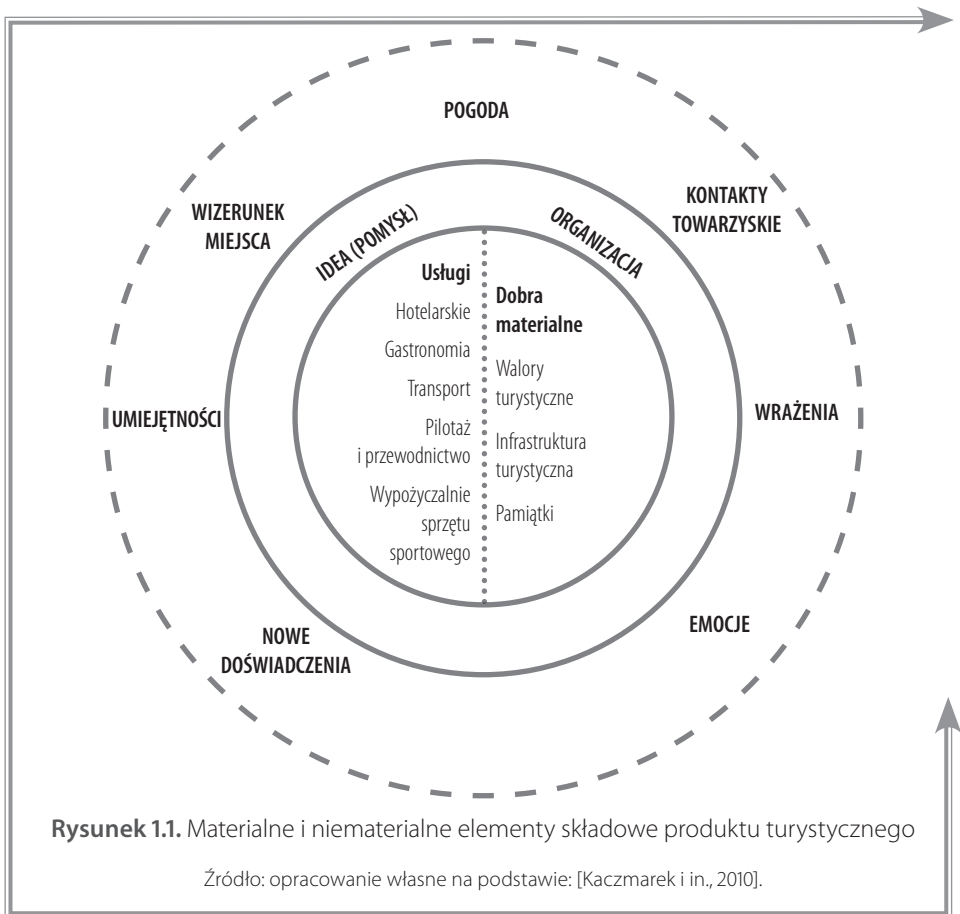 POGODA
WIZERUNEK
MIEJSCA
KONTAKTY
TOWARZYSKIE
IDEA (POMYSŁ)
ORGANIZACJA
Usługi
Hotelarskie
Gastronomia
Transport
Pilotaż
i przewodnictwo
Wypożyczalnie
sprzętu
sportowego
Dobra
materialne
Walory
turystyczne
Infrastruktura
turystyczna
Pamiątki
UMIEJĘTNOŚCI
WRAŻENIA
NOWE
DOŚWIADCZENIA
EMOCJE
Rysunek 1.1. Materialne i niematerialne elementy składowe produktu turystycznego
Źródło: opracowanie własne na podstawie: [Kaczmarek i in., 2010].